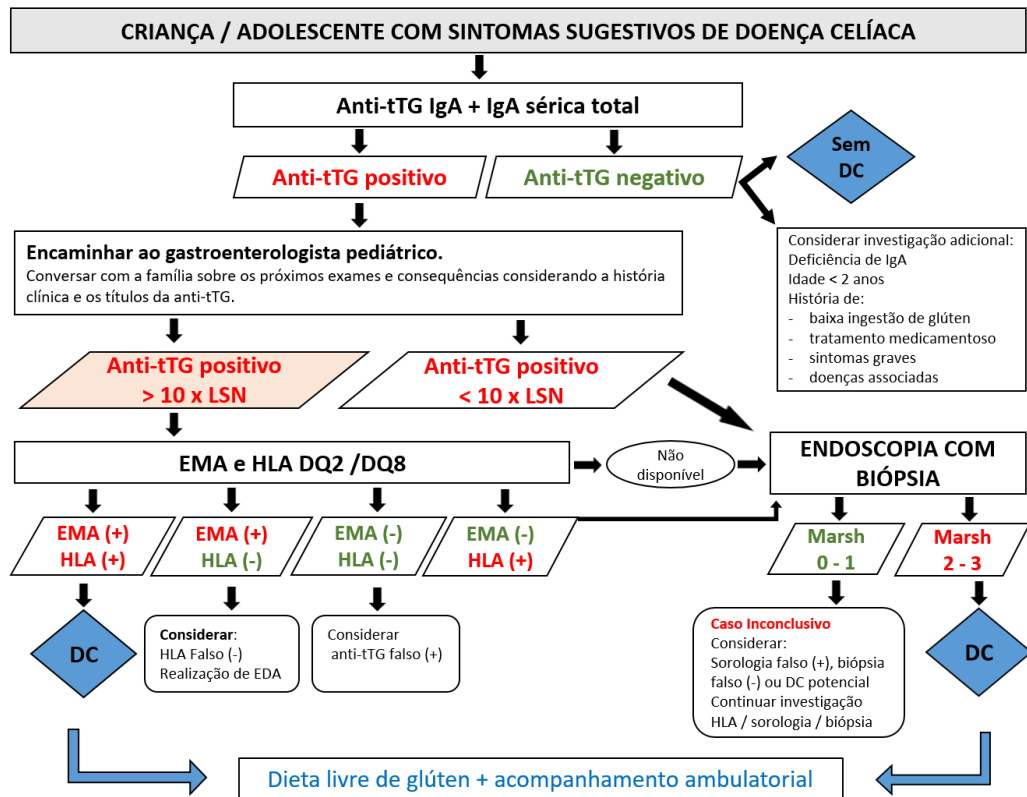 CRIANÇA / ADOLESCENTE COM SINTOMAS SUGESTIVOS DE DOENÇA CELÍACA
Anti-tTG IgA + IgA sérica total
Anti-tTG positivo
Anti-tTG negativo
Sem
DC
Encaminhar ao gastroenterologista pediátrico.
Conversar com a família sobre os próximos exames e consequências considerando a história
clínica e os títulos da anti-tTG.
Considerar investigação adicional:
Deficiência de IgA
Idade < 2 anos
História de:
- baixa ingestão de glúten
- tratamento medicamentoso
- sintomas graves
- doenças associadas
Anti-tTG positivo
> 10 x LSN
Anti-tTG positivo
< 10 x LSN
EMA e HLA DQ2 /DQ8
Não
disponível
ENDOSCOPIA COM
BIÓPSIA
EMA (+)
HLA (+)
EMA (+)
HLA (-)
EMA (-)
HLA (-)
EMA (-)
HLA (+)
Marsh
0 - 1
Marsh
2 - 3
DC
Considerar:
HLA Falso (-)
Realização de EDA
Considerar
anti-tTG falso (+)
Caso Inconclusivo
Considerar:
Sorologia falso (+), biópsia
falso (-) ou DC potencial
Continuar investigação
HLA / sorologia / biópsia
DC
Dieta livre de glúten + acompanhamento ambulatorial